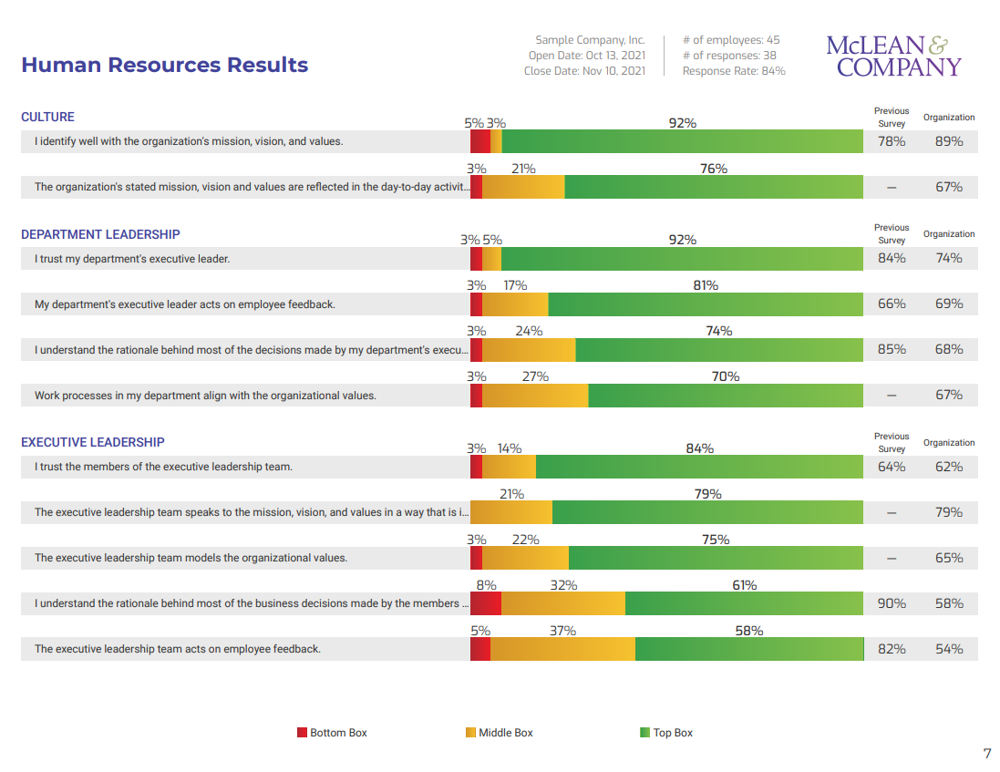 Human Resources Results
Sample Company, Inc.
Open Date: Oct 13, 2021
Close Date: Nov 10, 2021
# of employees: 45
# of responses: 38
Response Rate: 84%
McLEAN &
COMPANY
CULTURE
Previous Survey
Organization
5% 3% 92%
I identify well with the organization's mission, vision, and values.
78% 89%
3% 21% 76%
The organization's stated mission, vision and values are reflected in the day-to-day activit...
— 67%
DEPARTMENT LEADERSHIP
Previous Survey
Organization
3% 5% 92%
I trust my department's executive leader.
84% 74%
3% 17% 81%
My department's executive leader acts on employee feedback.
66% 69%
3% 24% 74%
I understand the rationale behind most of the decisions made by my department's execu...
85% 68%
3% 27% 70%
Work processes in my department align with the organizational values.
— 67%
EXECUTIVE LEADERSHIP
Previous Survey
Organization
3% 14% 84%
I trust the members of the executive leadership team.
64% 62%
21% 79%
The executive leadership team speaks to the mission, vision, and values in a way that is i...
— 79%
3% 22% 75%
The executive leadership team models the organizational values.
— 65%
8% 32% 61%
I understand the rationale behind most of the business decisions made by the members ...
90% 58%
5% 37% 58%
The executive leadership team acts on employee feedback.
82% 54%
Bottom Box
Middle Box
Top Box
7